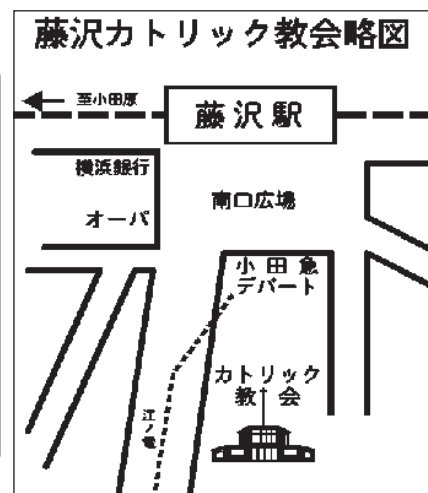 藤沢カトリック教会略図
至小田原
藤沢駅
横浜銀行
オーパ
南口広場
小田急
デパート
カトリック
教会
江ノ電